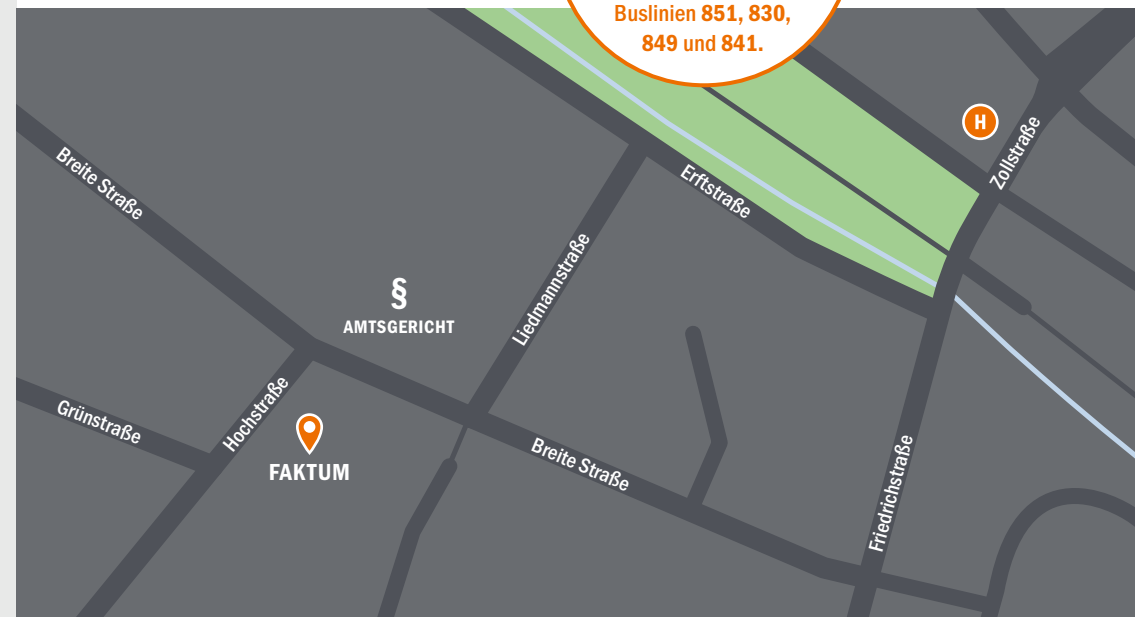 Buslinien 851, 830,
849 und 841.
H
Zollstraße
Breite Straße
Erftstraße
Liedmannstraße
§
AMTSGERICHT
Hochstraße
Grünstraße
FAKTUM
Breite Straße
Friedrichstraße